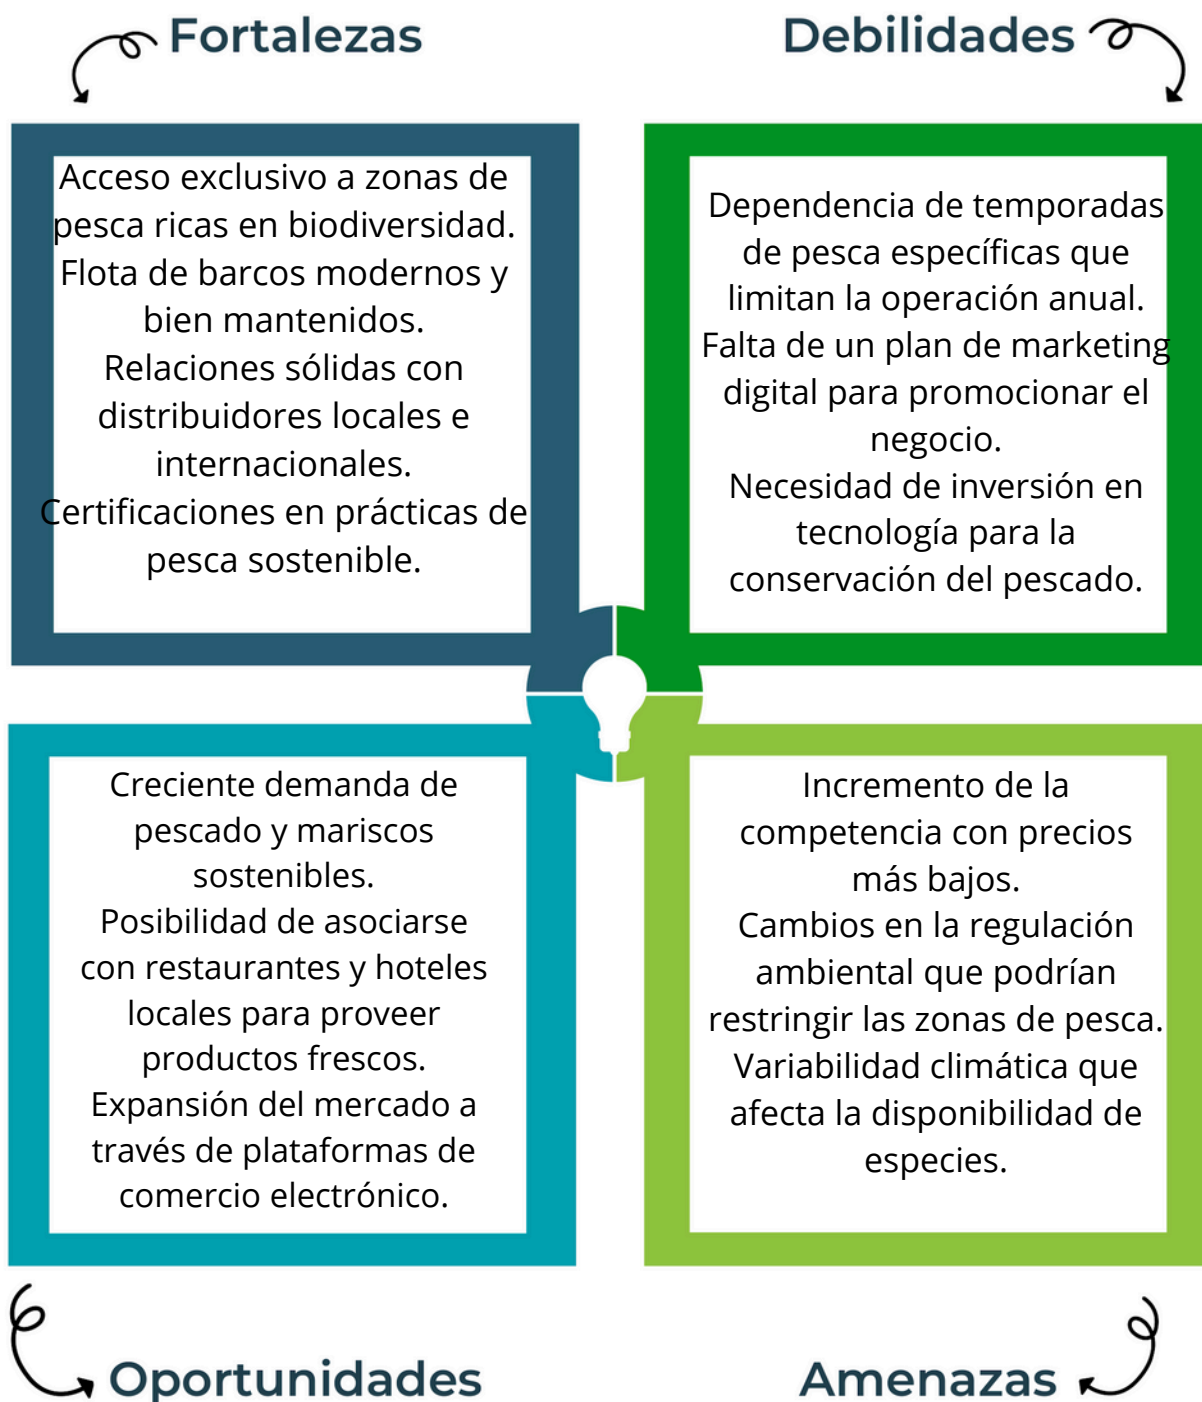 Fortalezas
Acceso exclusivo a zonas de
pesca ricas en biodiversidad.
Flota de barcos modernos y
bien mantenidos.
Relaciones sólidas con
distribuidores locales e
internacionales.
Certificaciones en prácticas de
pesca sostenible.
Debilidades
Dependencia de temporadas
de pesca específicas que
limitan la operación anual.
Falta de un plan de marketing
digital para promocionar el
negocio.
Necesidad de inversión en
tecnología para la
conservación del pescado.
Creciente demanda de
pescado y mariscos
sostenibles.
Posibilidad de asociarse
con restaurantes y hoteles
locales para proveer
productos frescos.
Expansión del mercado a
través de plataformas de
comercio electrónico.
Oportunidades
Incremento de la
competencia con precios
más bajos.
Cambios en la regulación
ambiental que podrían
restringir las zonas de pesca.
Variabilidad climática que
afecta la disponibilidad de
especies.
Amenazas